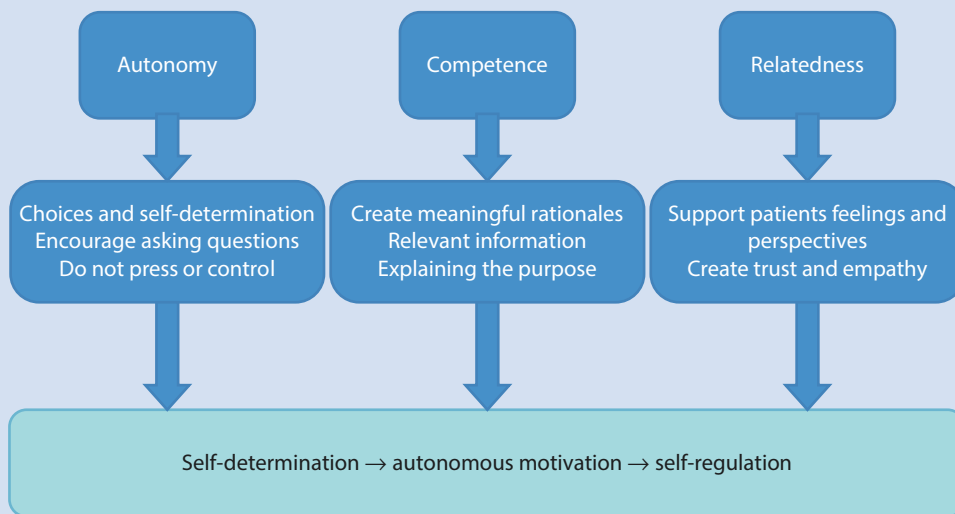 Autonomy
Competence
Relatedness
Choices and self-determination
Encourage asking questions
Do not press or control
Create meaningful rationales
Relevant information
Explaining the purpose
Support patients feelings and
perspectives
Create trust and empathy
Self-determination → autonomous motivation → self-regulation